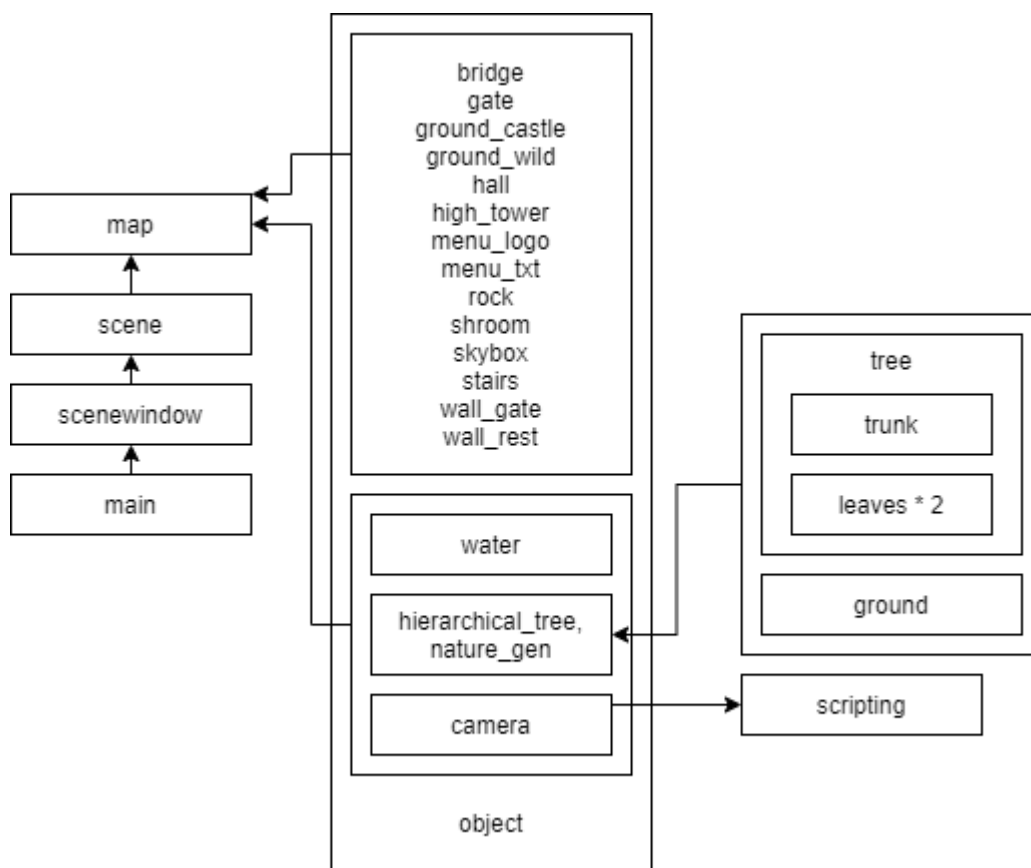 map
scene
scenewindow
main
bridge
gate
ground_castle
ground_wild
hall
high_tower
menu_logo
menu_txt
rock
shroom
skybox
stairs
wall_gate
wall_rest
water
hierarchical_tree,
nature_gen
camera
object
tree
trunk
leaves * 2
ground
scripting